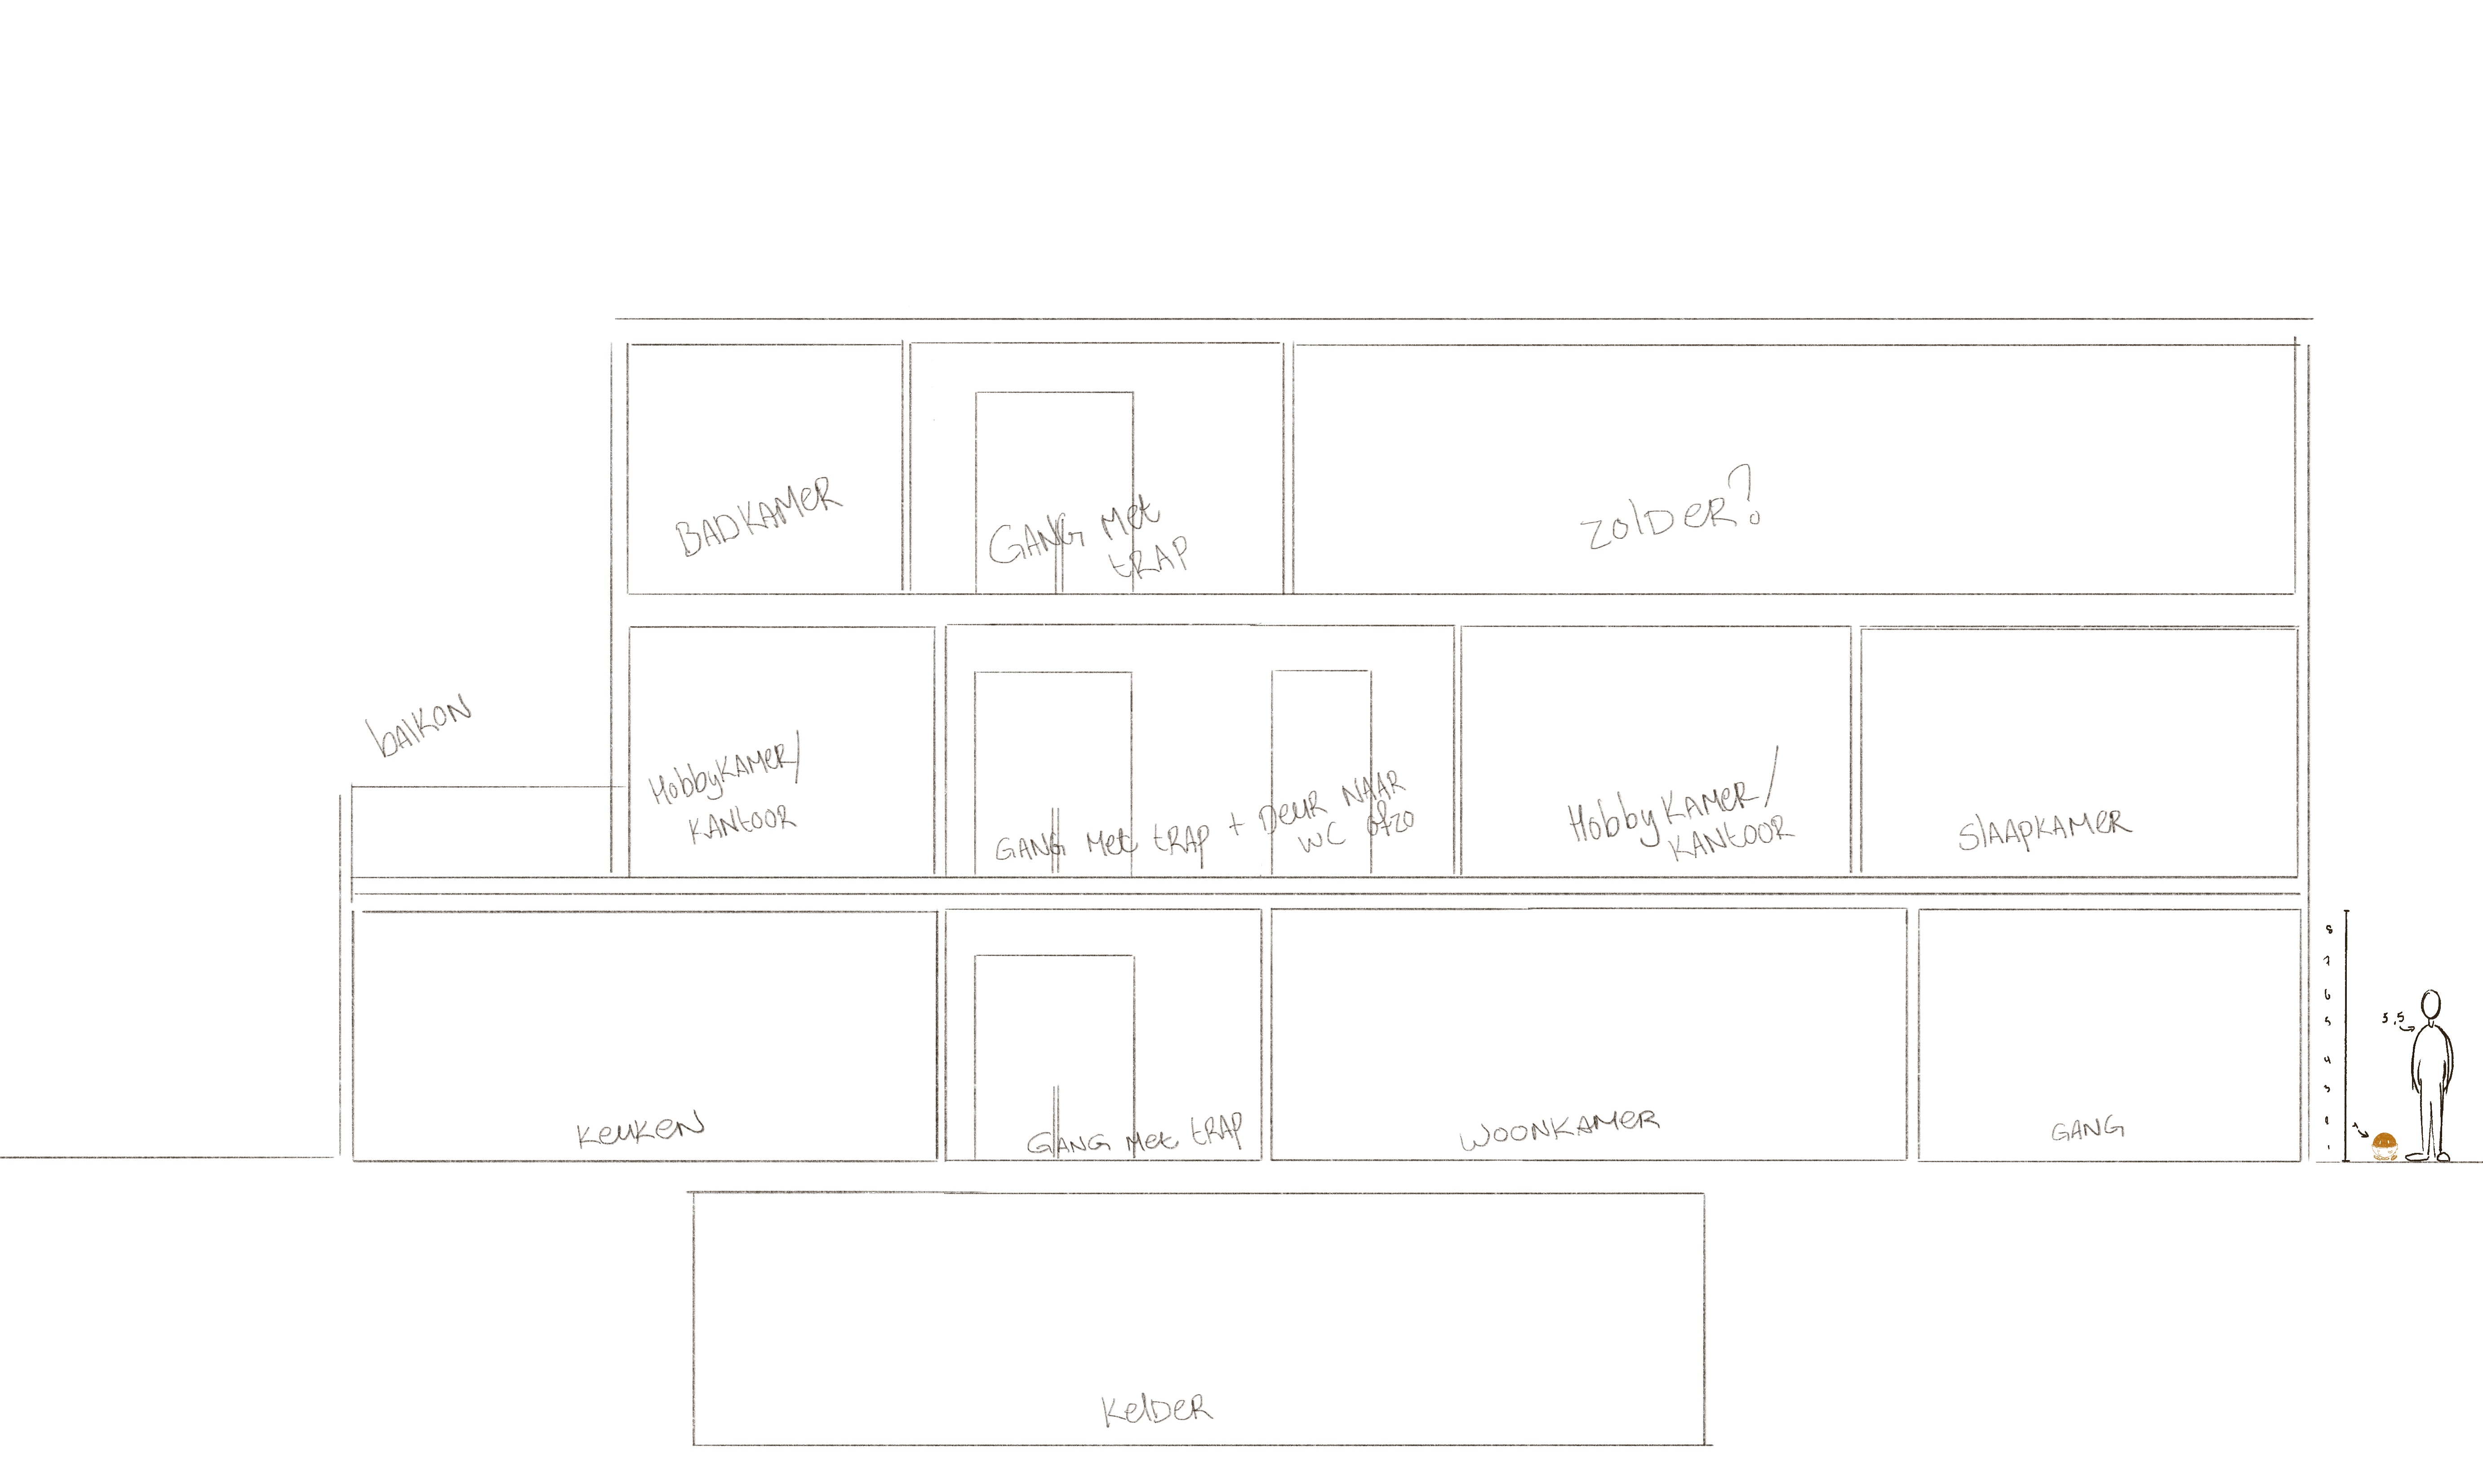 BADKAMER
GANG Met
tRAP
ZolDeR?
balkon
HobbyKAMeR/
KANtOOR
GANG Met tRAP + DeuR NAAR
WC ofzo
HobbyKAMeR/
KANtOOR
SlAApKAMeR
KeuKeN
GANG Met tRAP
WOONKAMeR
GANG
8
7
6
5
4
3
2
1
5,5
1
KelDeR